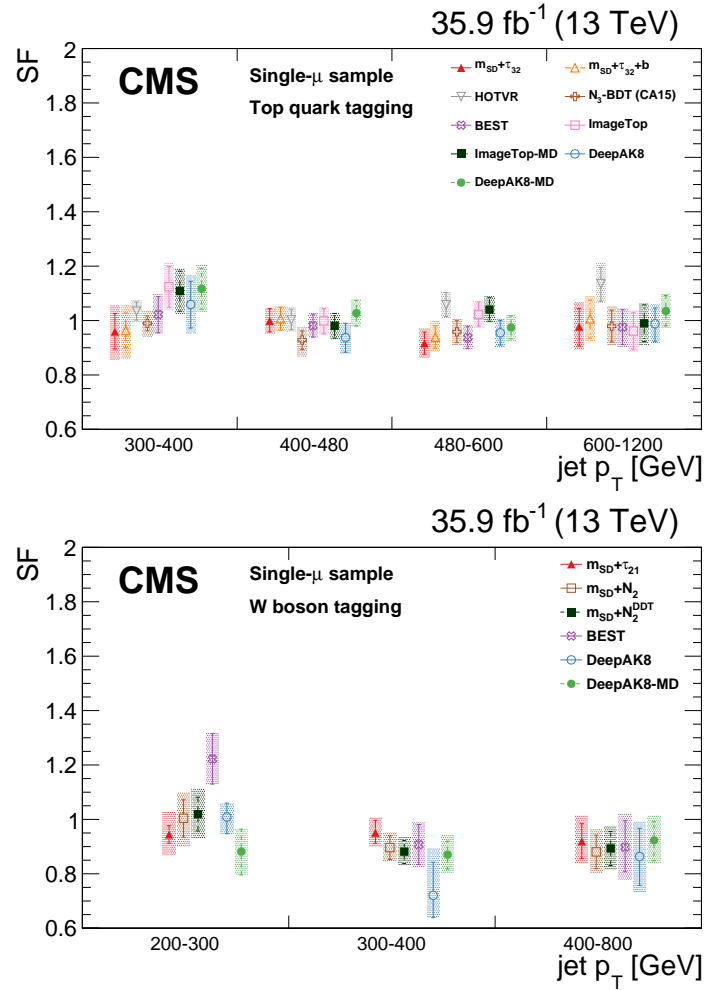 35.9 fb⁻¹ (13 TeV)
SF
2
1.8
1.6
1.4
1.2
1
0.8
0.6
CMS
Single-μ sample
Top quark tagging
m_SD+τ_32
m_SD+τ_32+b
HOTVR
N_3-BDT (CA15)
BEST
ImageTop
ImageTop-MD
DeepAK8
DeepAK8-MD
300-400 400-480 480-600 600-1200
jet p_T [GeV]
35.9 fb⁻¹ (13 TeV)
SF
2
1.8
1.6
1.4
1.2
1
0.8
0.6
CMS
Single-μ sample
W boson tagging
m_SD+τ_21
m_SD+N_2
m_SD+N_2^DDT
BEST
DeepAK8
DeepAK8-MD
200-300 300-400 400-800
jet p_T [GeV]